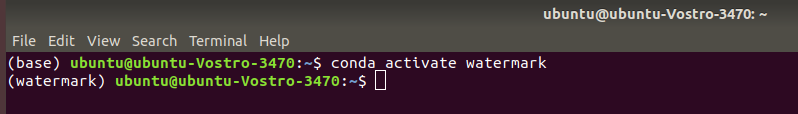 ubuntu@ubuntu-Vostro-3470: ~
File Edit View Search Terminal Help
(base) ubuntu@ubuntu-Vostro-3470:~$ conda activate watermark
(watermark) ubuntu@ubuntu-Vostro-3470:~$